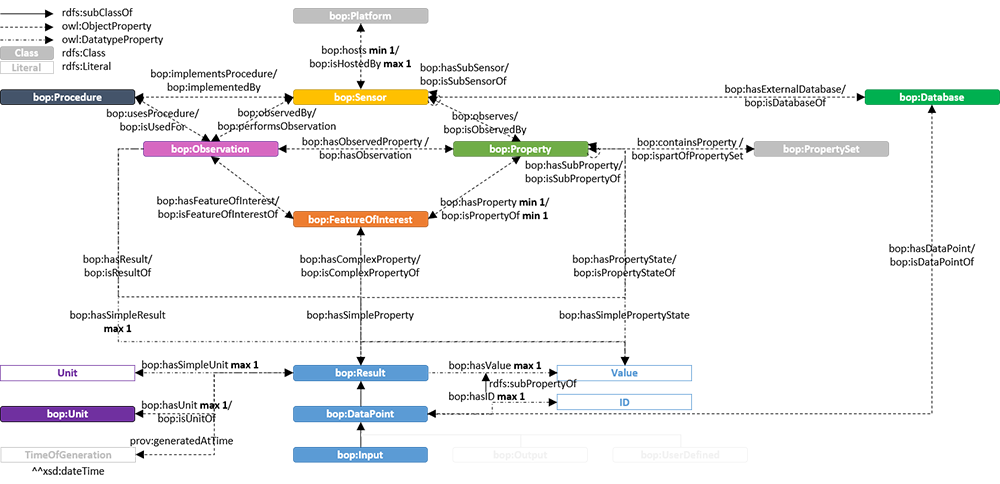 rdfs:subClassOf
owl:ObjectProperty
owl:DatatypeProperty
Class rdfs:Class
Literal rdfs:Literal
bop:Platform
bop:hosts min 1/
bop:isHostedBy max 1
bop:implementsProcedure/
bop:implementedBy
bop:hasSubSensor/
bop:isSubSensorOf
bop:hasExternalDatabase/
bop:isDatabaseOf
bop:Procedure
bop:Sensor
bop:Database
bop:usesProcedure/
bop:isUsedFor
bop:observedBy/
bop:performsObservation
bop:observes/
bop:isObservedBy
bop:hasObservedProperty /
bop:hasObservation
bop:containsProperty /
bop:ispartOfPropertySet
bop:Observation
bop:Property
bop:PropertySet
bop:hasSubProperty/
bop:isSubPropertyOf
bop:hasFeatureOfInterest/
bop:isFeatureOfInterestOf
bop:hasProperty min 1/
bop:isPropertyOf min 1
bop:FeatureOfInterest
bop:hasResult/
bop:isResultOf
bop:hasComplexProperty/
bop:isComplexPropertyOf
bop:hasPropertyState/
bop:isPropertyStateOf
bop:hasDataPoint/
bop:isDataPointOf
bop:hasSimpleResult
max 1
bop:hasSimpleProperty
bop:hasSimplePropertyState
bop:hasSimpleUnit max 1
bop:hasValue max 1
Unit
bop:Result
Value
rdfs:subPropertyOf
bop:hasUnit max 1/
bop:isUnitOf
bop:hasID max 1
ID
bop:Unit
bop:DataPoint
prov:generatedAtTime
TimeOfGeneration
^^xsd:dateTime
bop:Input
bop:Output
bop:UserDefined